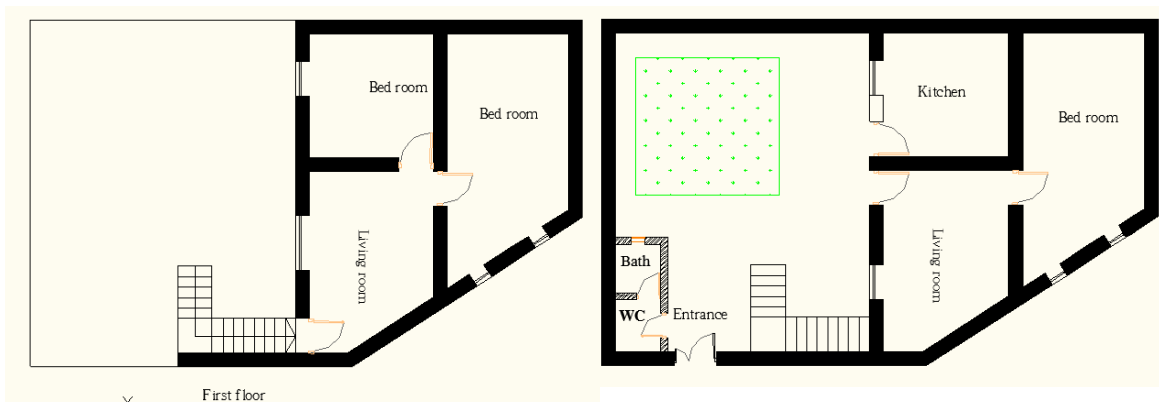 Bed room
Bed room
Living room
First floor
Kitchen
Bed room
Living room
Bath
WC
Entrance